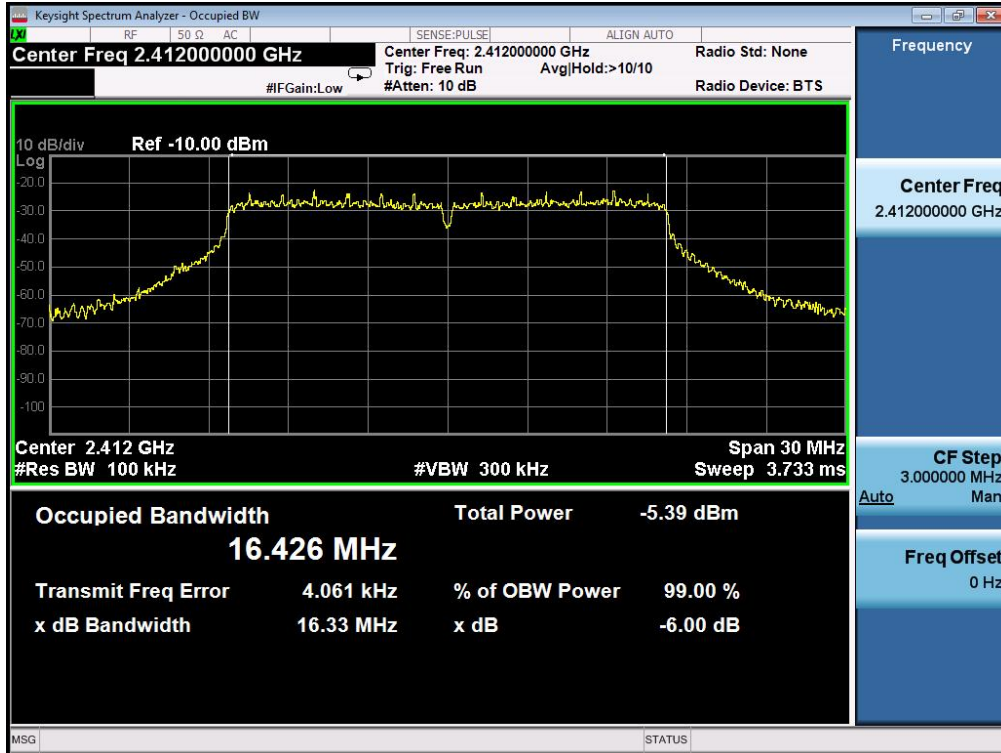 Keysight Spectrum Analyzer - Occupied BW
LXI RF 50 Ω AC SENSE:PULSE ALIGN AUTO
Center Freq 2.412000000 GHz
Center Freq: 2.412000000 GHz Radio Std: None
Trig: Free Run Avg|Hold:>10/10
#IFGain:Low #Atten: 10 dB Radio Device: BTS
Frequency
10 dB/div Ref -10.00 dBm
Log
-20.0
-30.0
-40.0
-50.0
-60.0
-70.0
-80.0
-90.0
-100
Center 2.412 GHz Span 30 MHz
#Res BW 100 kHz #VBW 300 kHz Sweep 3.733 ms
Center Freq
2.412000000 GHz
CF Step
3.000000 MHz
Auto Man
Freq Offset
0 Hz
Occupied Bandwidth Total Power -5.39 dBm
16.426 MHz
Transmit Freq Error 4.061 kHz % of OBW Power 99.00 %
x dB Bandwidth 16.33 MHz x dB -6.00 dB
MSG STATUS